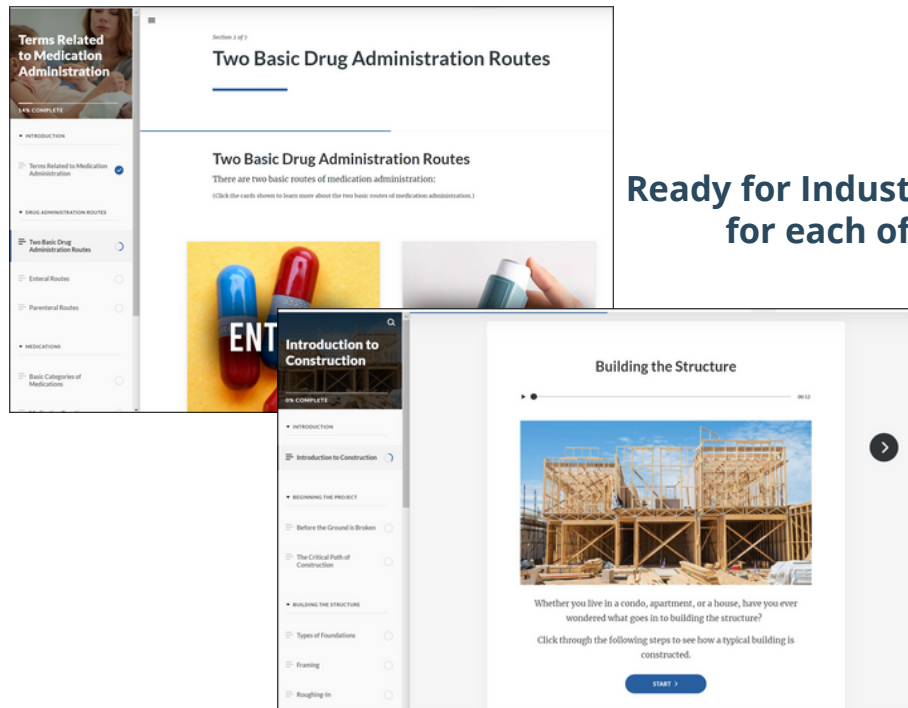 Terms Related
to Medication
Administration
14% COMPLETE
INTRODUCTION
Terms Related to Medication
Administration
DRUG ADMINISTRATION ROUTES
Two Basic Drug
Administration Routes
Enteral Routes
Parenteral Routes
MEDICATIONS
Basic Categories of
Medications
Section 2 of 7
Two Basic Drug Administration Routes
Two Basic Drug Administration Routes
There are two basic routes of medication administration:
(Click the cards shown to learn more about the two basic routes of medication administration.)
ENT
Ready for Indust
for each of
Introduction to
Construction
0% COMPLETE
INTRODUCTION
Introduction to Construction
BEGINNING THE PROJECT
Before the Ground is Broken
The Critical Path of
Construction
BUILDING THE STRUCTURE
Types of Foundations
Framing
Roughing-In
Building the Structure
00:12
Whether you live in a condo, apartment, or a house, have you ever
wondered what goes in to building the structure?
Click through the following steps to see how a typical building is
constructed.
START >